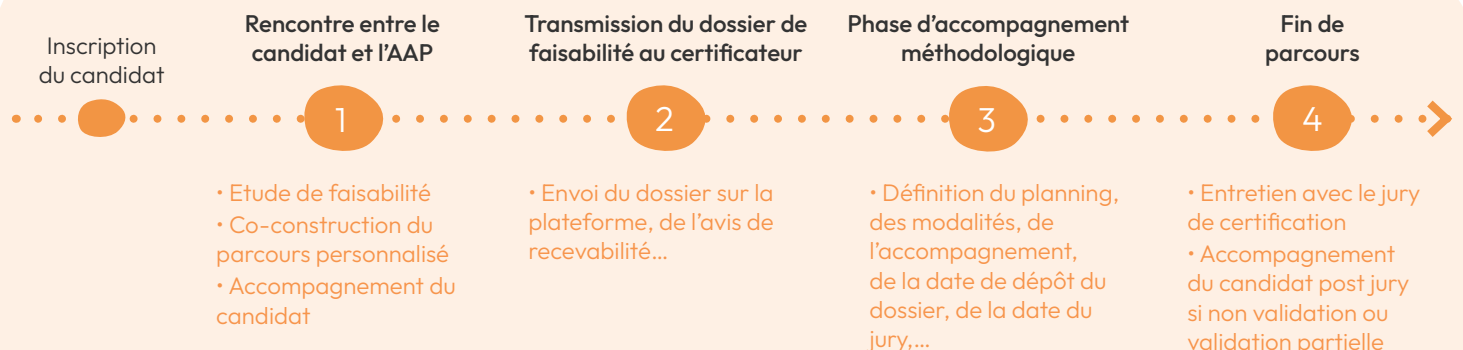 Inscription
du candidat
Rencontre entre le
candidat et l’AAP
1
• Etude de faisabilité
• Co-construction du
parcours personnalisé
• Accompagnement du
candidat
Transmission du dossier de
faisabilité au certificateur
2
• Envoi du dossier sur la
plateforme, de l’avis de
recevabilité…
Phase d’accompagnement
méthodologique
3
• Définition du planning,
des modalités, de
l’accompagnement,
de la date de dépôt du
dossier, de la date du
jury,…
Fin de
parcours
4
• Entretien avec le jury
de certification
• Accompagnement
du candidat post jury
si non validation ou
validation partielle